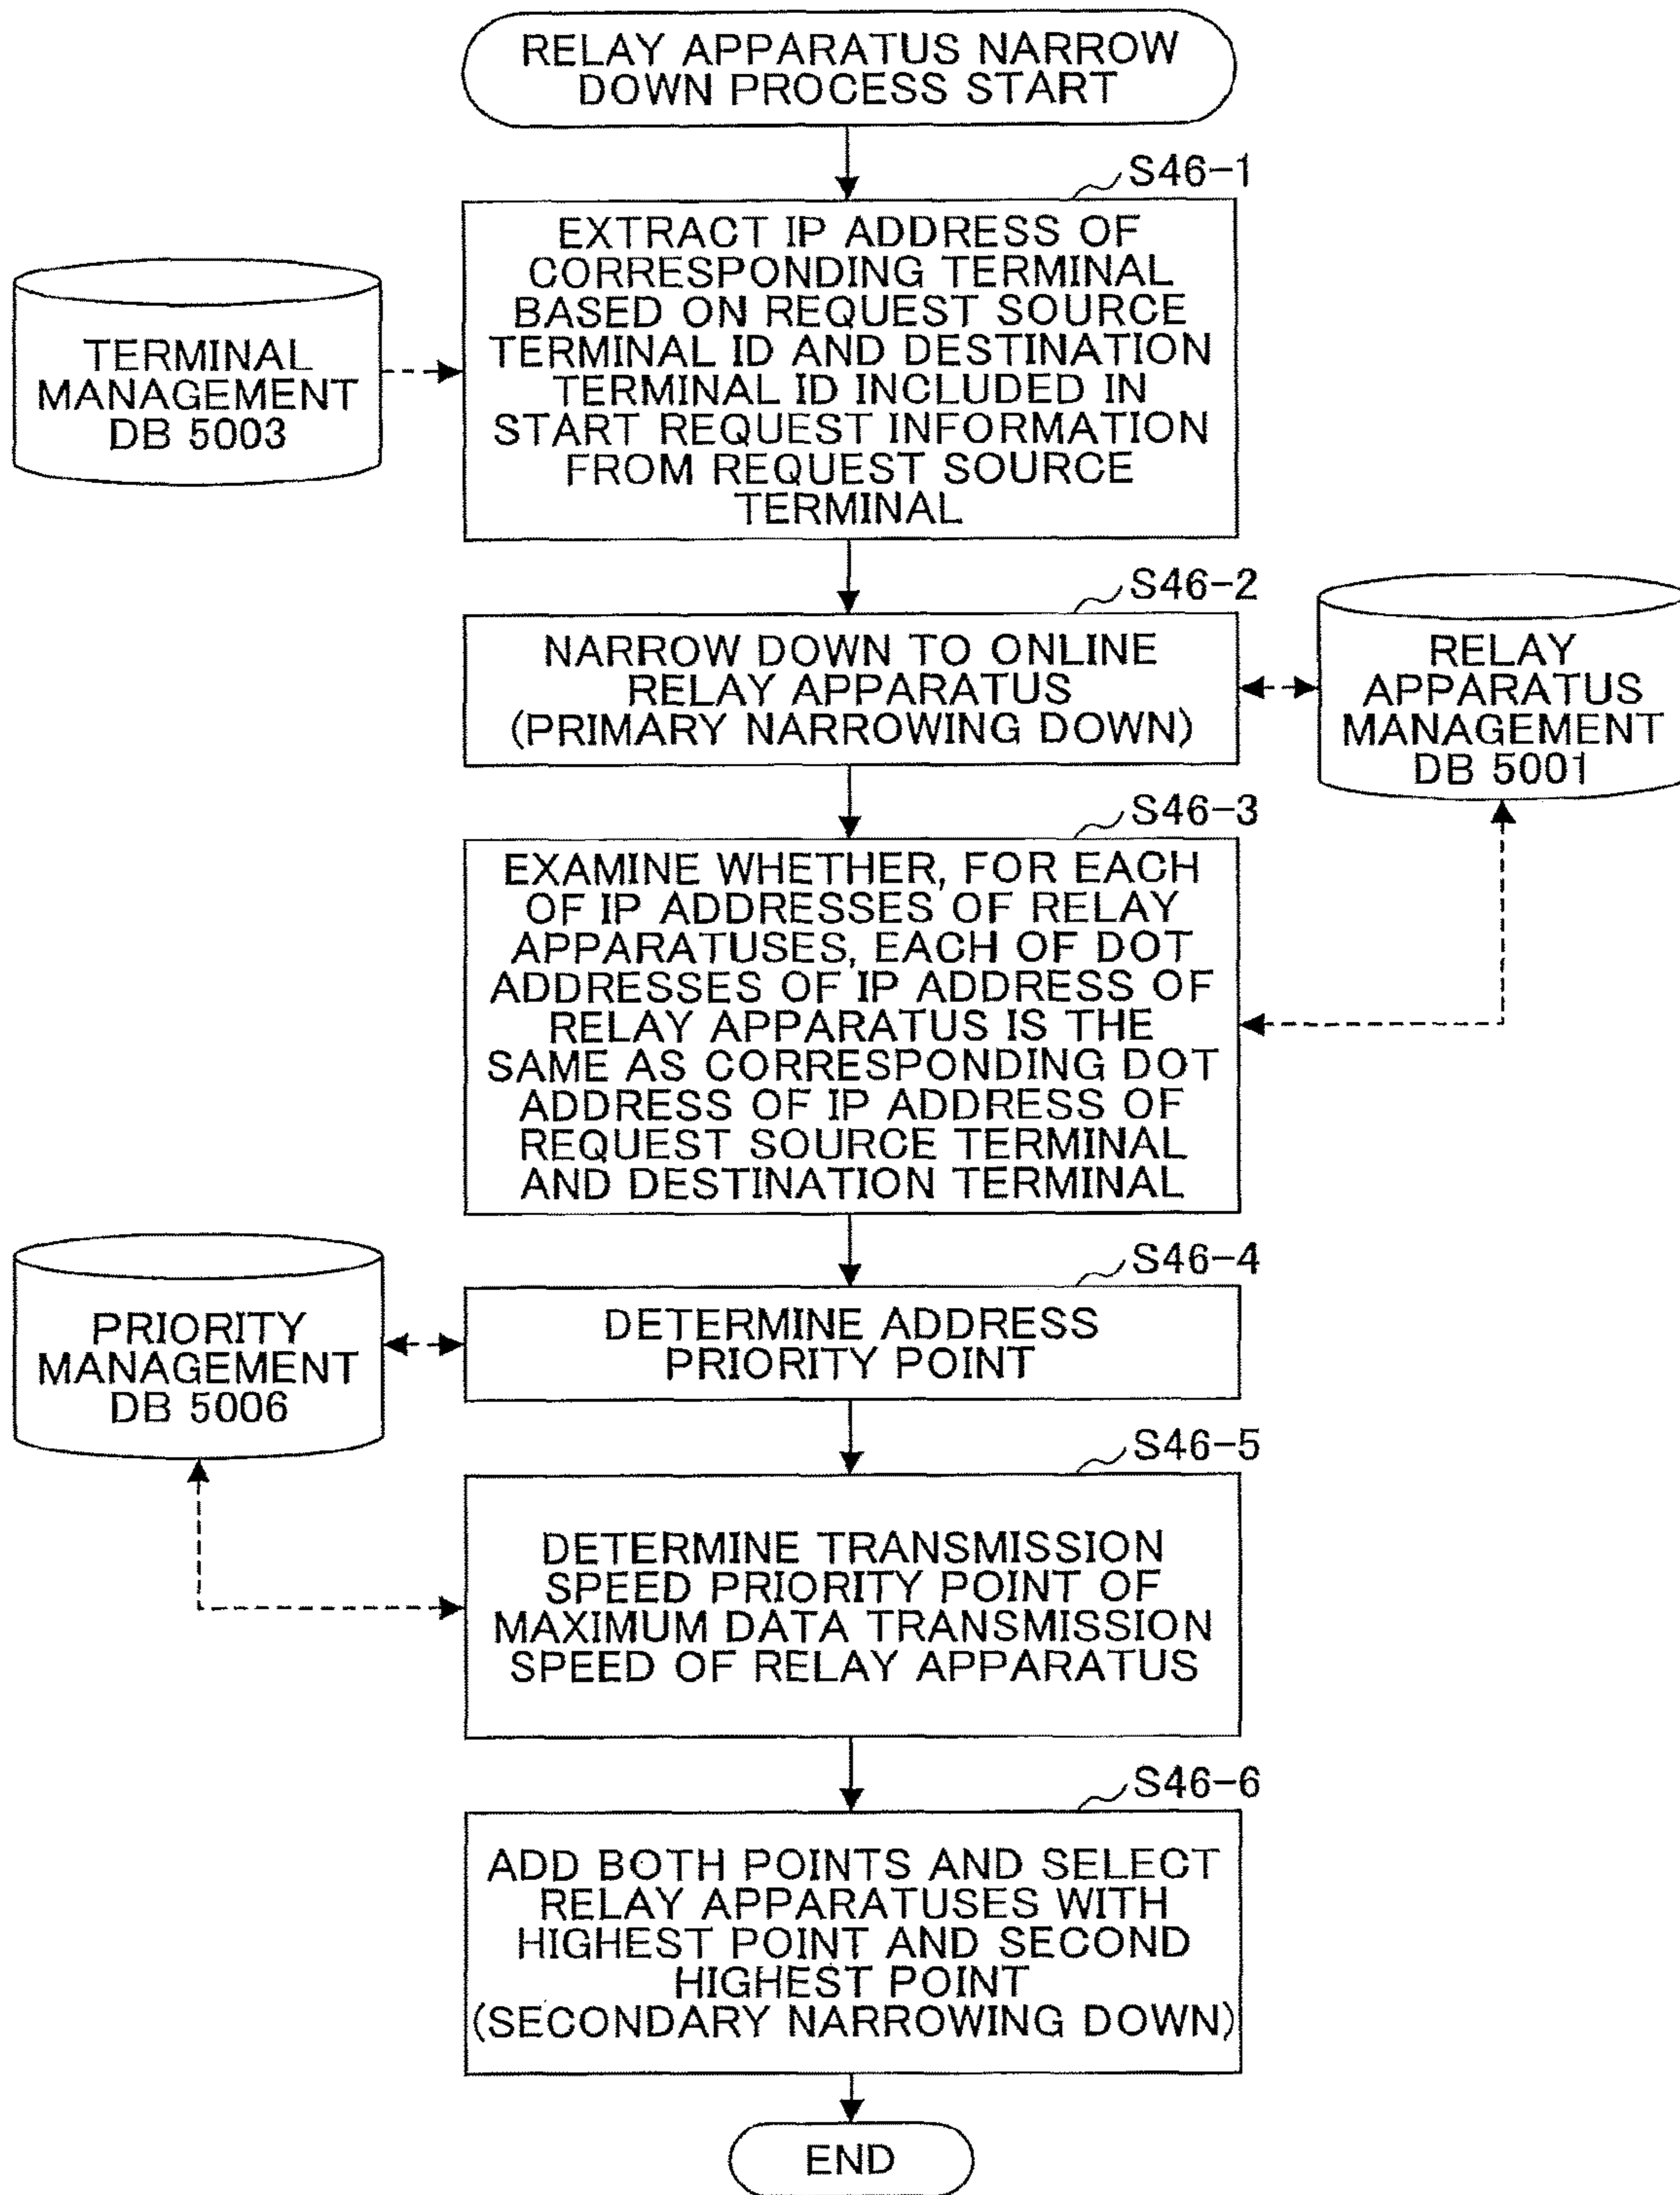 RELAY APPARATUS NARROW
DOWN PROCESS START
S46-1
EXTRACT IP ADDRESS OF
CORRESPONDING TERMINAL
BASED ON REQUEST SOURCE
TERMINAL ID AND DESTINATION
TERMINAL ID INCLUDED IN
START REQUEST INFORMATION
FROM REQUEST SOURCE
TERMINAL
TERMINAL
MANAGEMENT
DB 5003
S46-2
NARROW DOWN TO ONLINE
RELAY APPARATUS
(PRIMARY NARROWING DOWN)
RELAY
APPARATUS
MANAGEMENT
DB 5001
S46-3
EXAMINE WHETHER, FOR EACH
OF IP ADDRESSES OF RELAY
APPARATUSES, EACH OF DOT
ADDRESSES OF IP ADDRESS OF
RELAY APPARATUS IS THE
SAME AS CORRESPONDING DOT
ADDRESS OF IP ADDRESS OF
REQUEST SOURCE TERMINAL
AND DESTINATION TERMINAL
S46-4
DETERMINE ADDRESS
PRIORITY POINT
PRIORITY
MANAGEMENT
DB 5006
S46-5
DETERMINE TRANSMISSION
SPEED PRIORITY POINT OF
MAXIMUM DATA TRANSMISSION
SPEED OF RELAY APPARATUS
S46-6
ADD BOTH POINTS AND SELECT
RELAY APPARATUSES WITH
HIGHEST POINT AND SECOND
HIGHEST POINT
(SECONDARY NARROWING DOWN)
END